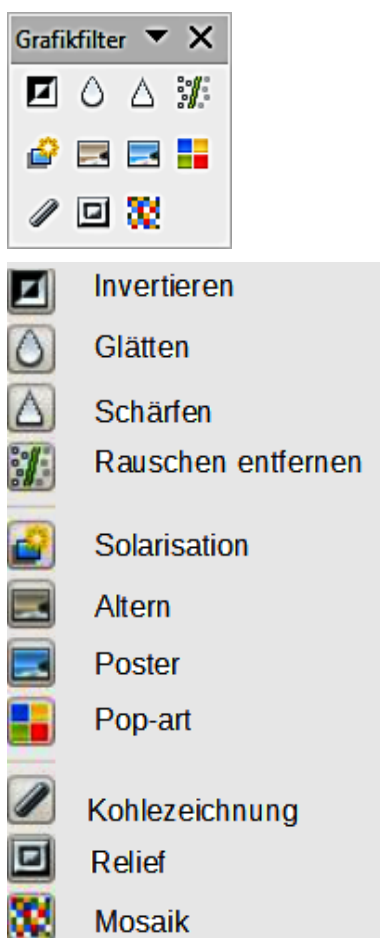 Grafikfilter
Invertieren
Glätten
Schärfen
Rauschen entfernen
Solarisation
Altern
Poster
Pop-art
Kohlezeichnung
Relief
Mosaik